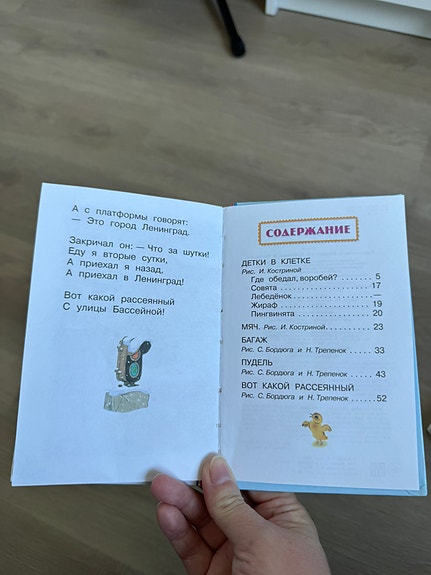 А с платформы говорят:
— Это город Ленинград.
Закричал он: — Что за шутки!
Еду я вторые сутки,
А приехал я назад,
А приехал в Ленинград!
Вот какой рассеянный
С улицы Бассейной!
СОДЕРЖАНИЕ
ДЕТКИ В КЛЕТКЕ
Рис. И. Костриной
Где обедал, воробей? . . . . . . . 5
Совята . . . . . . . . . . . . . . . . . . . 17
Лебедёнок . . . . . . . . . . . . . . . . —
Жираф . . . . . . . . . . . . . . . . . . . 19
Пингвинята . . . . . . . . . . . . . . . 20
МЯЧ. Рис. И. Костриной . . . . . . . . . . 23
БАГАЖ
Рис. С. Бордюга и Н. Трепенок . . . . 33
ПУДЕЛЬ
Рис. С. Бордюга и Н. Трепенок . . . . 43
ВОТ КАКОЙ РАССЕЯННЫЙ
Рис. С. Бордюга и Н. Трепенок . . . . 52